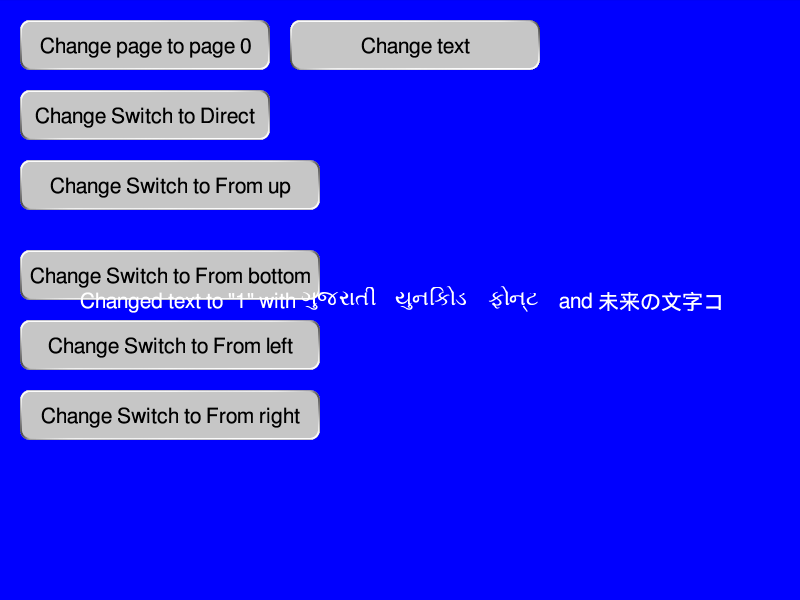 Change page to page 0
Change text
Change Switch to Direct
Change Switch to From up
Change Switch to From bottom
Changed text to "1" with ગુજરાતી યુનિકોડ ફોન્ટ and 未来の文字コ
Change Switch to From left
Change Switch to From right